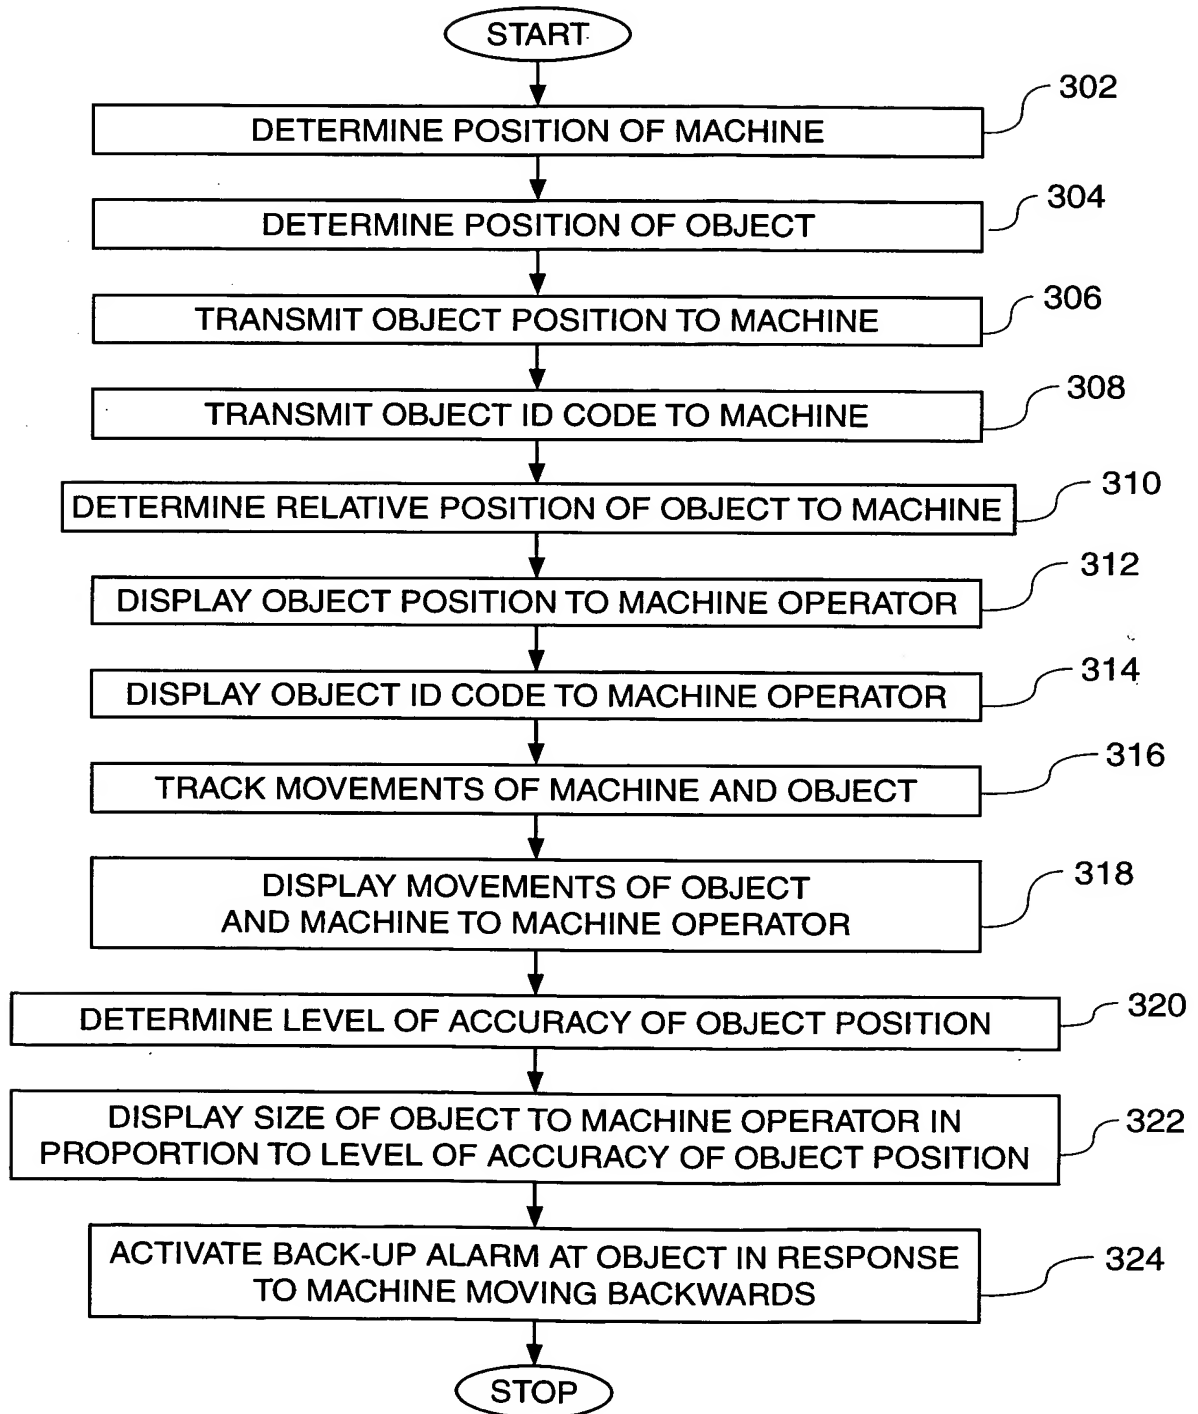 START
302
DETERMINE POSITION OF MACHINE
304
DETERMINE POSITION OF OBJECT
306
TRANSMIT OBJECT POSITION TO MACHINE
308
TRANSMIT OBJECT ID CODE TO MACHINE
310
DETERMINE RELATIVE POSITION OF OBJECT TO MACHINE
312
DISPLAY OBJECT POSITION TO MACHINE OPERATOR
314
DISPLAY OBJECT ID CODE TO MACHINE OPERATOR
316
TRACK MOVEMENTS OF MACHINE AND OBJECT
318
DISPLAY MOVEMENTS OF OBJECT
AND MACHINE TO MACHINE OPERATOR
320
DETERMINE LEVEL OF ACCURACY OF OBJECT POSITION
322
DISPLAY SIZE OF OBJECT TO MACHINE OPERATOR IN
PROPORTION TO LEVEL OF ACCURACY OF OBJECT POSITION
324
ACTIVATE BACK-UP ALARM AT OBJECT IN RESPONSE
TO MACHINE MOVING BACKWARDS
STOP